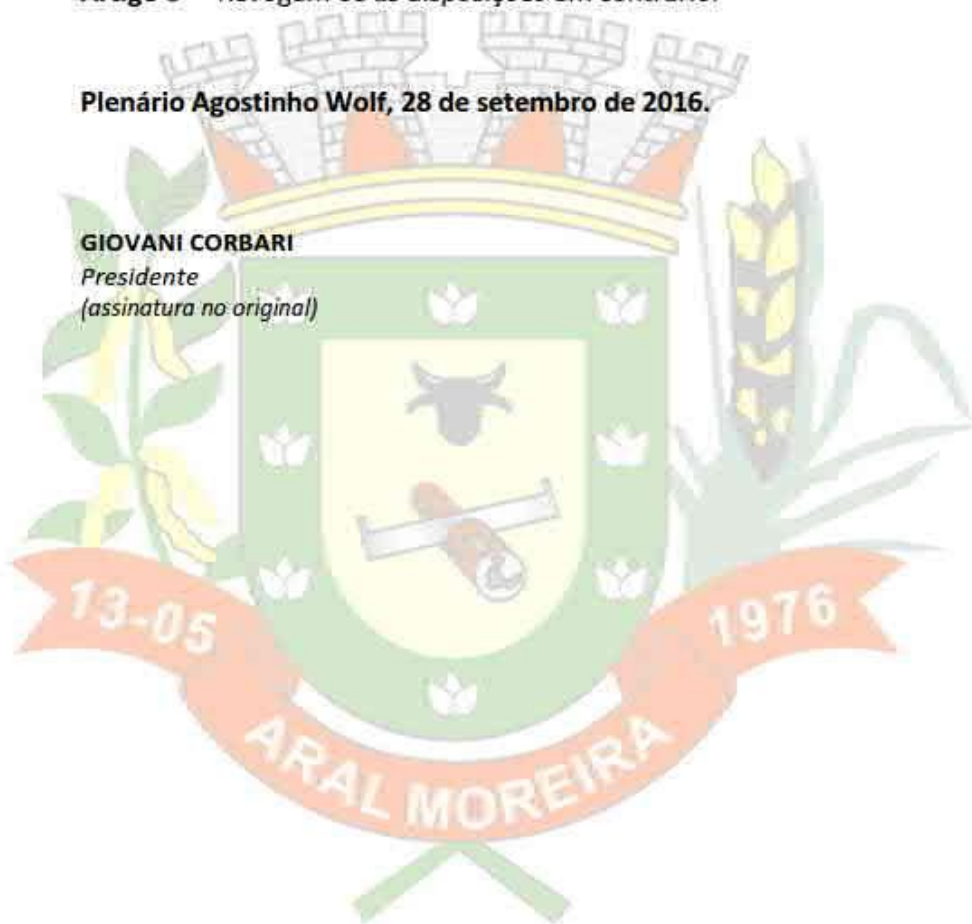 Plenário Agostinho Wolf, 28 de setembro de 2016.
GIOVANI CORBARI
Presidente
(assinatura no original)
13-05
1976
ARAL MOREIRA